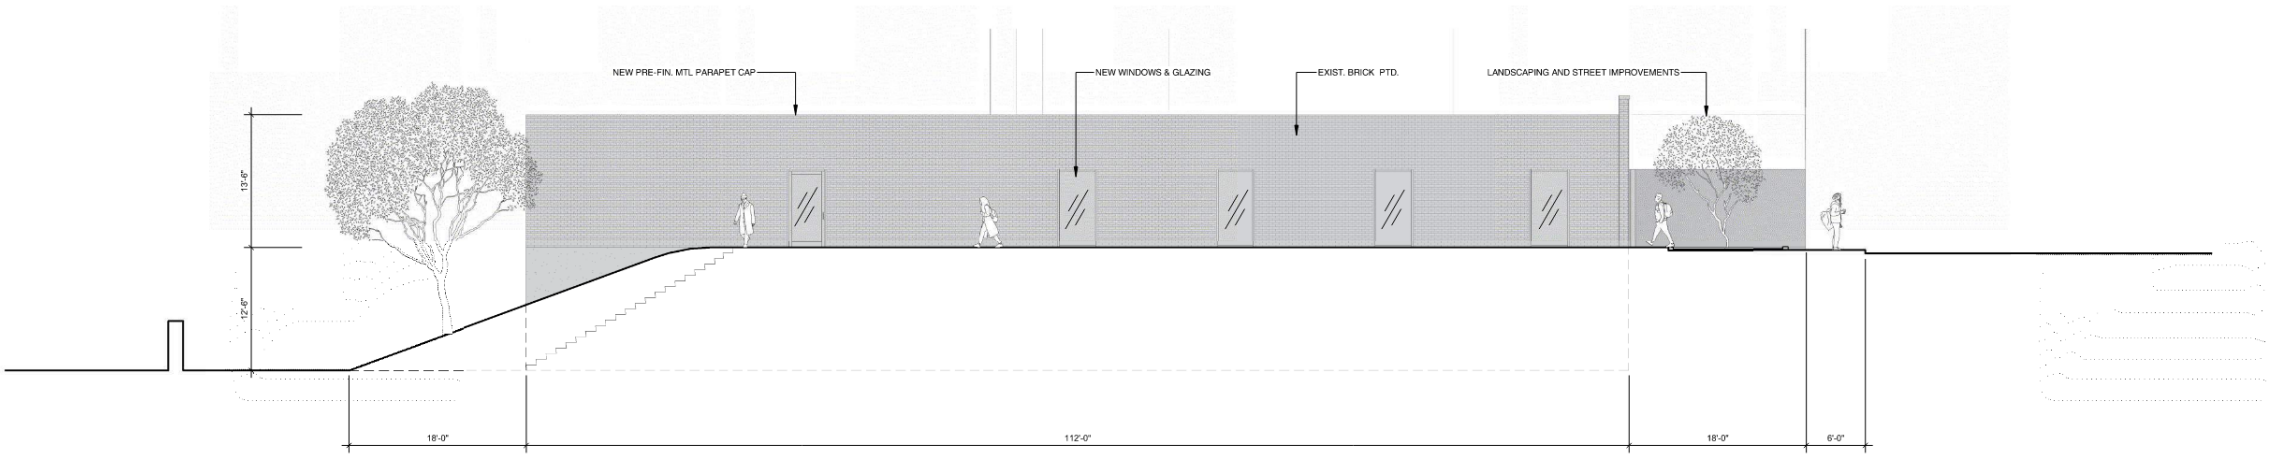 NEW PRE-FIN. MTL PARAPET CAP
NEW WINDOWS & GLAZING
EXIST. BRICK PTD.
LANDSCAPING AND STREET IMPROVEMENTS
13'-6"
12'-6"
18'-0"
112'-0"
18'-0"
6'-0"